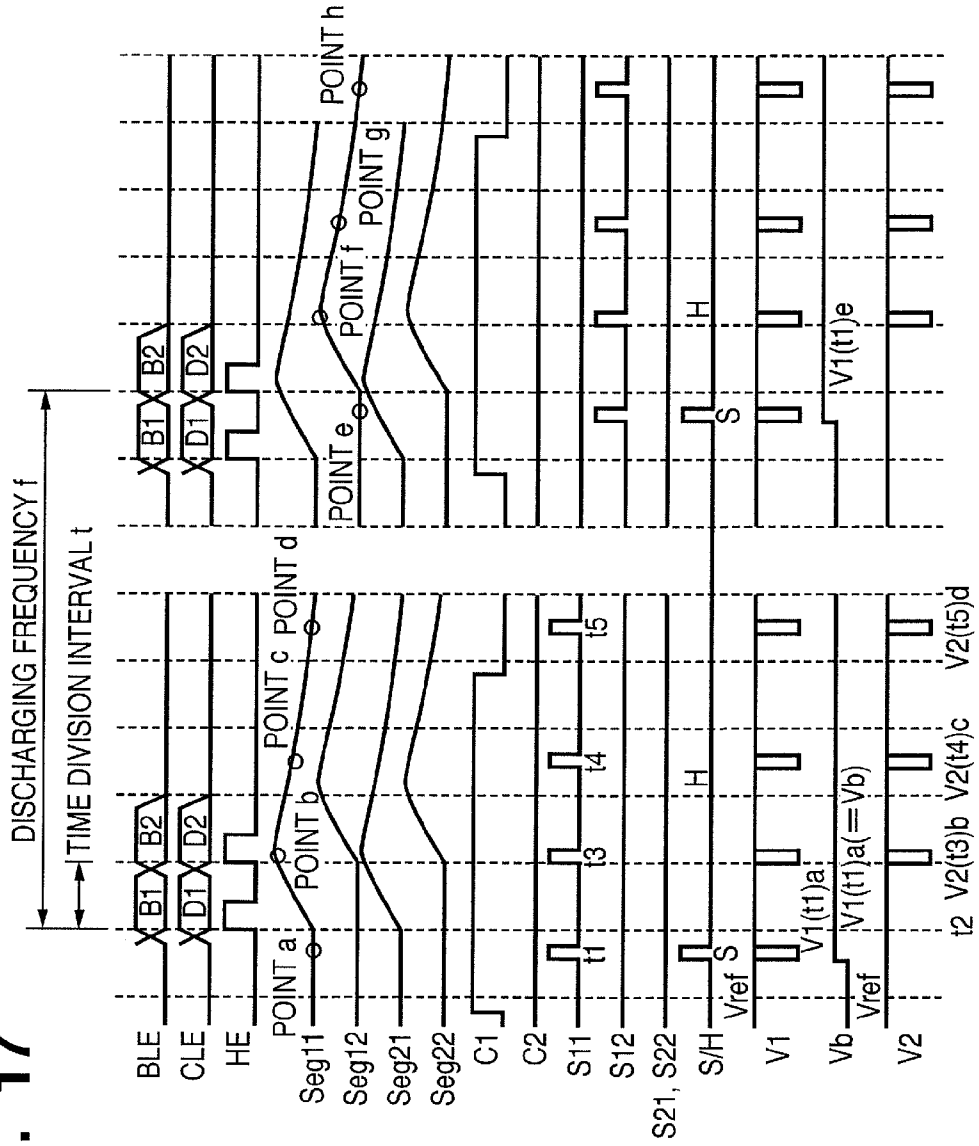 . 17
DISCHARGING FREQUENCY f
TIME DIVISION INTERVAL t
BLE B1 B2 B1 B2
CLE D1 D2 D1 D2
HE
POINT a POINT b POINT c POINT d POINT e POINT f POINT g POINT h
Seg11
Seg12
Seg21
Seg22
C1
C2
S11 t1 t3 t4 t5
S12
S21, S22
S/H S H S H
Vref
V1 V1(t1)a
Vb V1(t1)a(=Vb) V1(t1)e
Vref
V2
t2 V2(t3)b V2(t4)c V2(t5)d